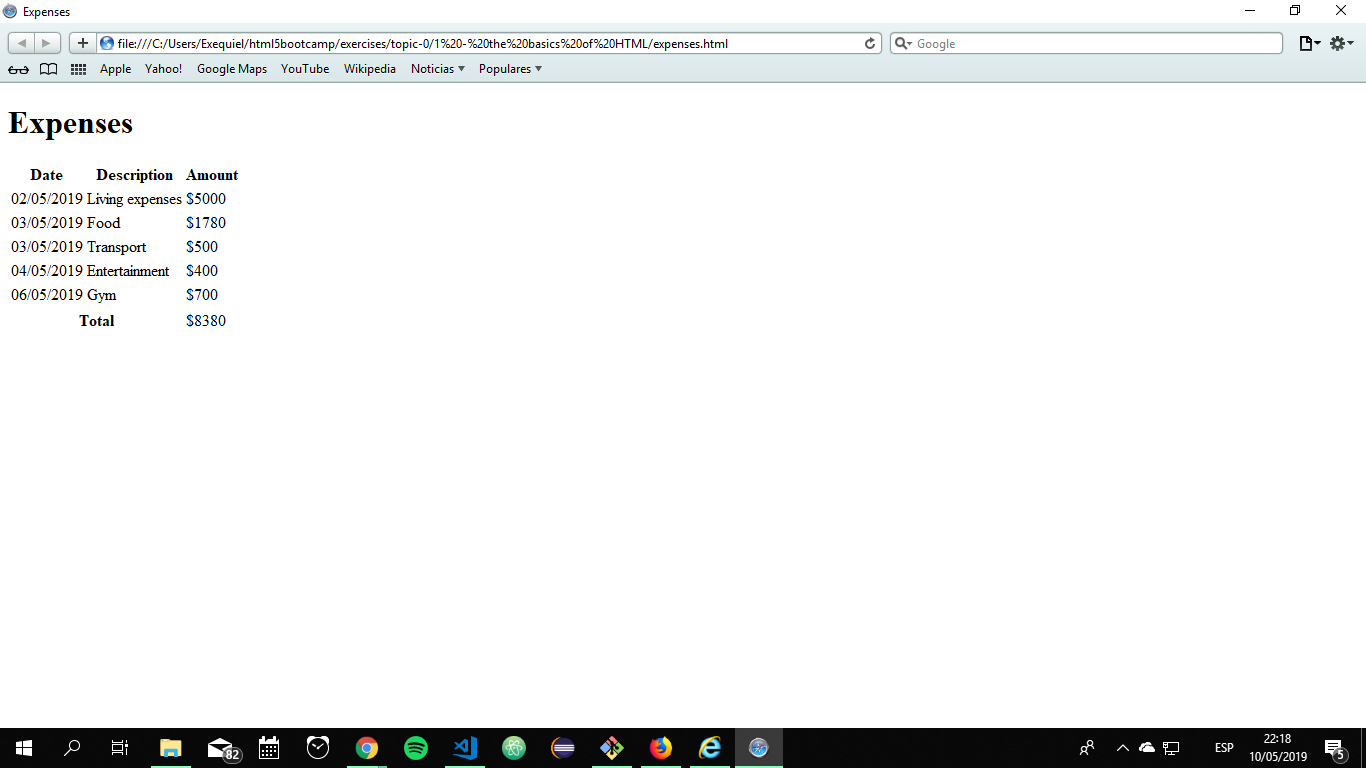 Expenses
file:///C:/Users/Exequiel/html5bootcamp/exercises/topic-0/1%20-%20the%20basics%20of%20HTML/expenses.html
Google
Apple Yahoo! Google Maps YouTube Wikipedia Noticias Populares
Expenses
Date Description Amount
02/05/2019 Living expenses $5000
03/05/2019 Food $1780
03/05/2019 Transport $500
04/05/2019 Entertainment $400
06/05/2019 Gym $700
Total $8380
82
ESP
22:18
10/05/2019
5